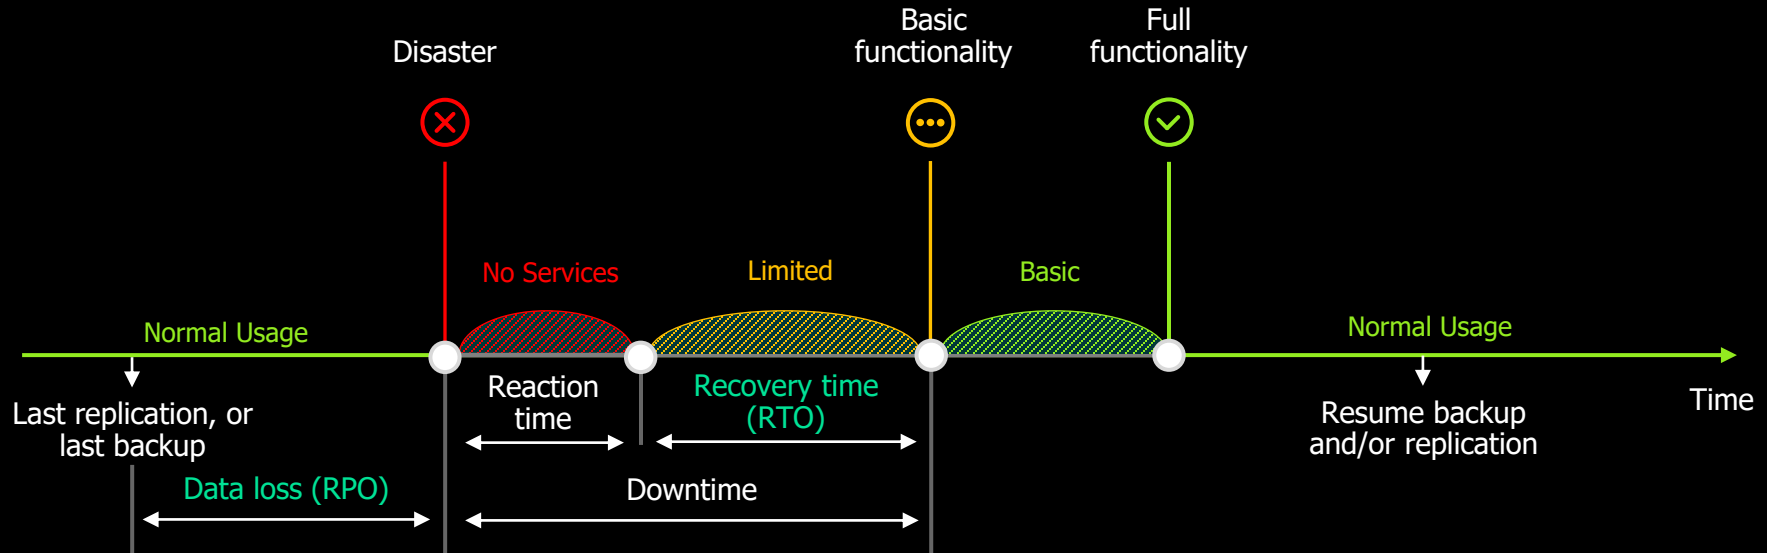 Disaster
Basic
functionality
Full
functionality
No Services
Limited
Basic
Normal Usage
Normal Usage
Last replication, or
last backup
Reaction
time
Recovery time
(RTO)
Resume backup
and/or replication
Time
Data loss (RPO)
Downtime